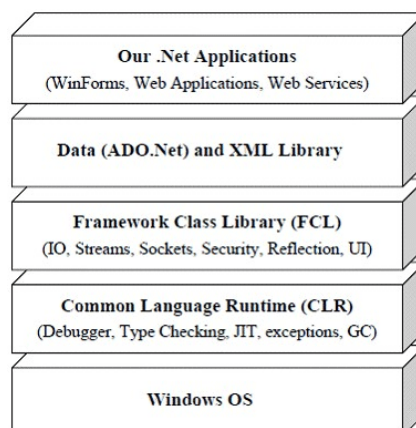 Our .Net Applications
(WinForms, Web Applications, Web Services)
Data (ADO.Net) and XML Library
Framework Class Library (FCL)
(IO, Streams, Sockets, Security, Reflection, UI)
Common Language Runtime (CLR)
(Debugger, Type Checking, JIT, exceptions, GC)
Windows OS